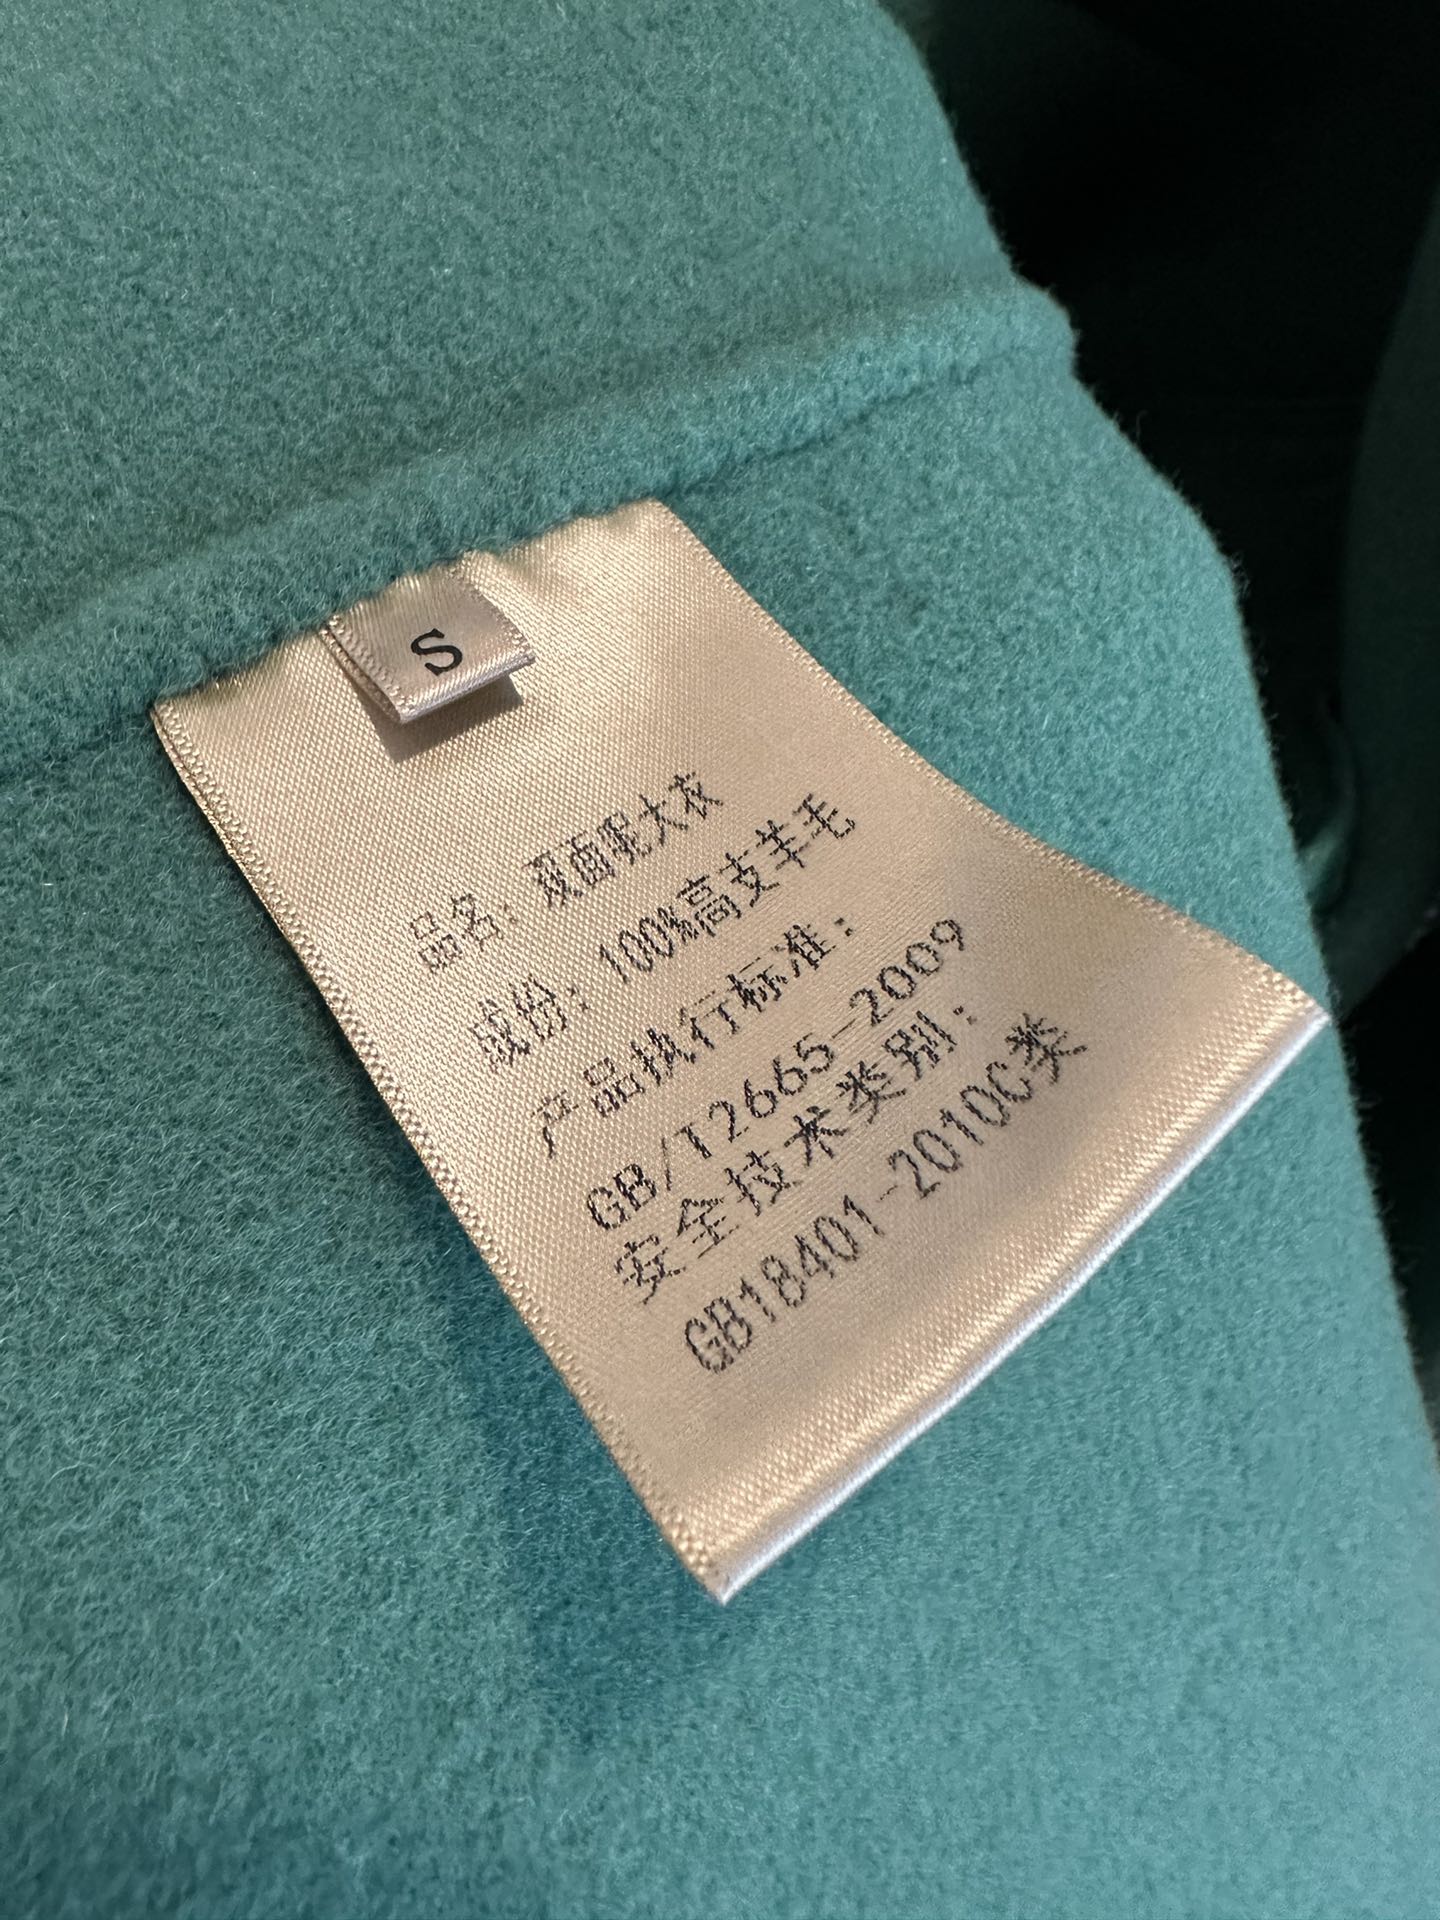 S
品名：双面呢大衣
成份：100%高支羊毛
产品执行标准：
GB/T2665-2009
安全技术类别：
GB18401-2010C类